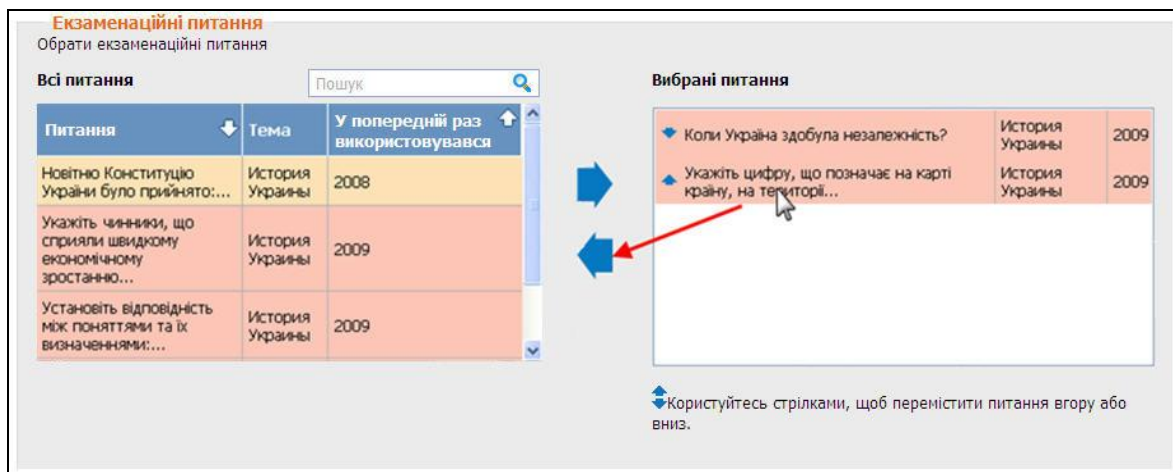 Екзаменаційні питання
Обрати екзаменаційні питання
Всі питання
Пошук
Питання
Тема
У попередній раз
використовувався
Новітню Конституцію
України було прийнято:...
История
Украины
2008
Укажіть чинники, що
сприяли швидкому
економічному
зростанню...
История
Украины
2009
Установіть відповідність
між поняттями та їх
визначеннями:...
История
Украины
2009
Вибрані питання
Коли Україна здобула незалежність?
История
Украины
2009
Укажіть цифру, що позначає на карті
країну, на території...
История
Украины
2009
Користуйтесь стрілками, щоб перемістити питання вгору або
вниз.